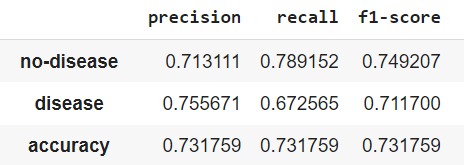 precision recall f1-score
no-disease 0.713111 0.789152 0.749207
disease 0.755671 0.672565 0.711700
accuracy 0.731759 0.731759 0.731759